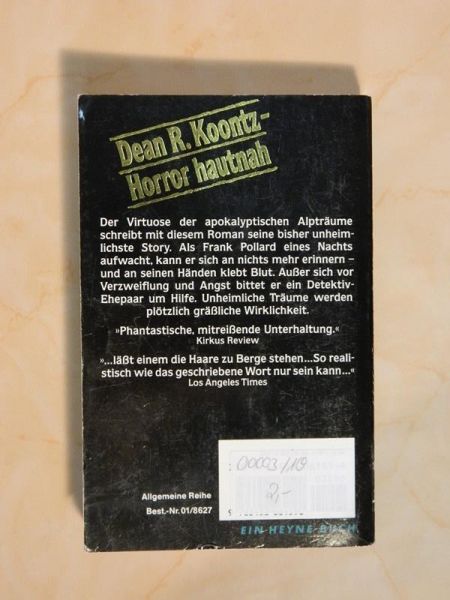 Dean R. Koontz-
Horror hautnah
Der Virtuose der apokalyptischen Alpträume
schreibt mit diesem Roman seine bisher unheim-
lichste Story. Als Frank Pollard eines Nachts
aufwacht, kann er sich an nichts mehr erinnern –
und an seinen Händen klebt Blut. Außer sich vor
Verzweiflung und Angst bittet er ein Detektiv-
Ehepaar um Hilfe. Unheimliche Träume werden
plötzlich gräßliche Wirklichkeit.
»Phantastische, mitreißende Unterhaltung.«
Kirkus Review
»...läßt einem die Haare zu Berge stehen...So reali-
stisch wie das geschriebene Wort nur sein kann...«
Los Angeles Times
00003/119
2,-
Allgemeine Reihe
Best.-Nr. 01/8627
EIN HEYNE-BUCH